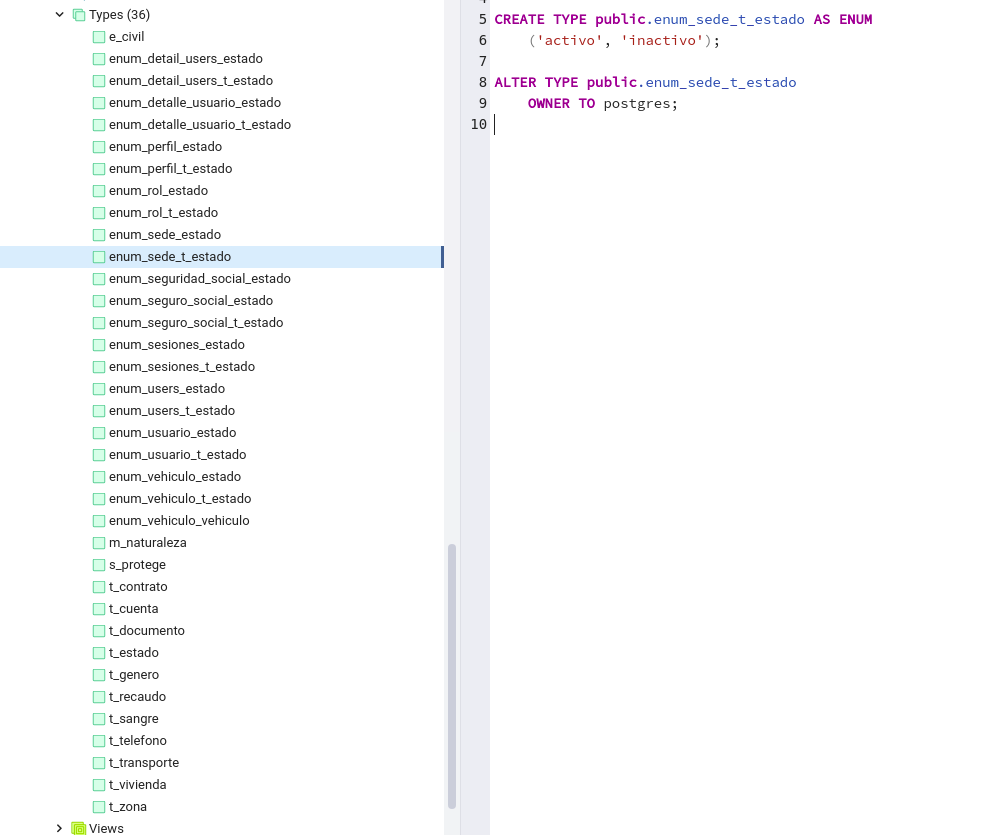 Types (36)
e_civil
enum_detail_users_estado
enum_detail_users_t_estado
enum_detalle_usuario_estado
enum_detalle_usuario_t_estado
enum_perfil_estado
enum_perfil_t_estado
enum_rol_estado
enum_rol_t_estado
enum_sede_estado
enum_sede_t_estado
enum_seguridad_social_estado
enum_seguro_social_estado
enum_seguro_social_t_estado
enum_sesiones_estado
enum_sesiones_t_estado
enum_users_estado
enum_users_t_estado
enum_usuario_estado
enum_usuario_t_estado
enum_vehiculo_estado
enum_vehiculo_t_estado
enum_vehiculo_vehiculo
m_naturaleza
s_protege
t_contrato
t_cuenta
t_documento
t_estado
t_genero
t_recaudo
t_sangre
t_telefono
t_transporte
t_vivienda
t_zona
Views
5 CREATE TYPE public.enum_sede_t_estado AS ENUM
6 ('activo', 'inactivo');
7
8 ALTER TYPE public.enum_sede_t_estado
9 OWNER TO postgres;
10